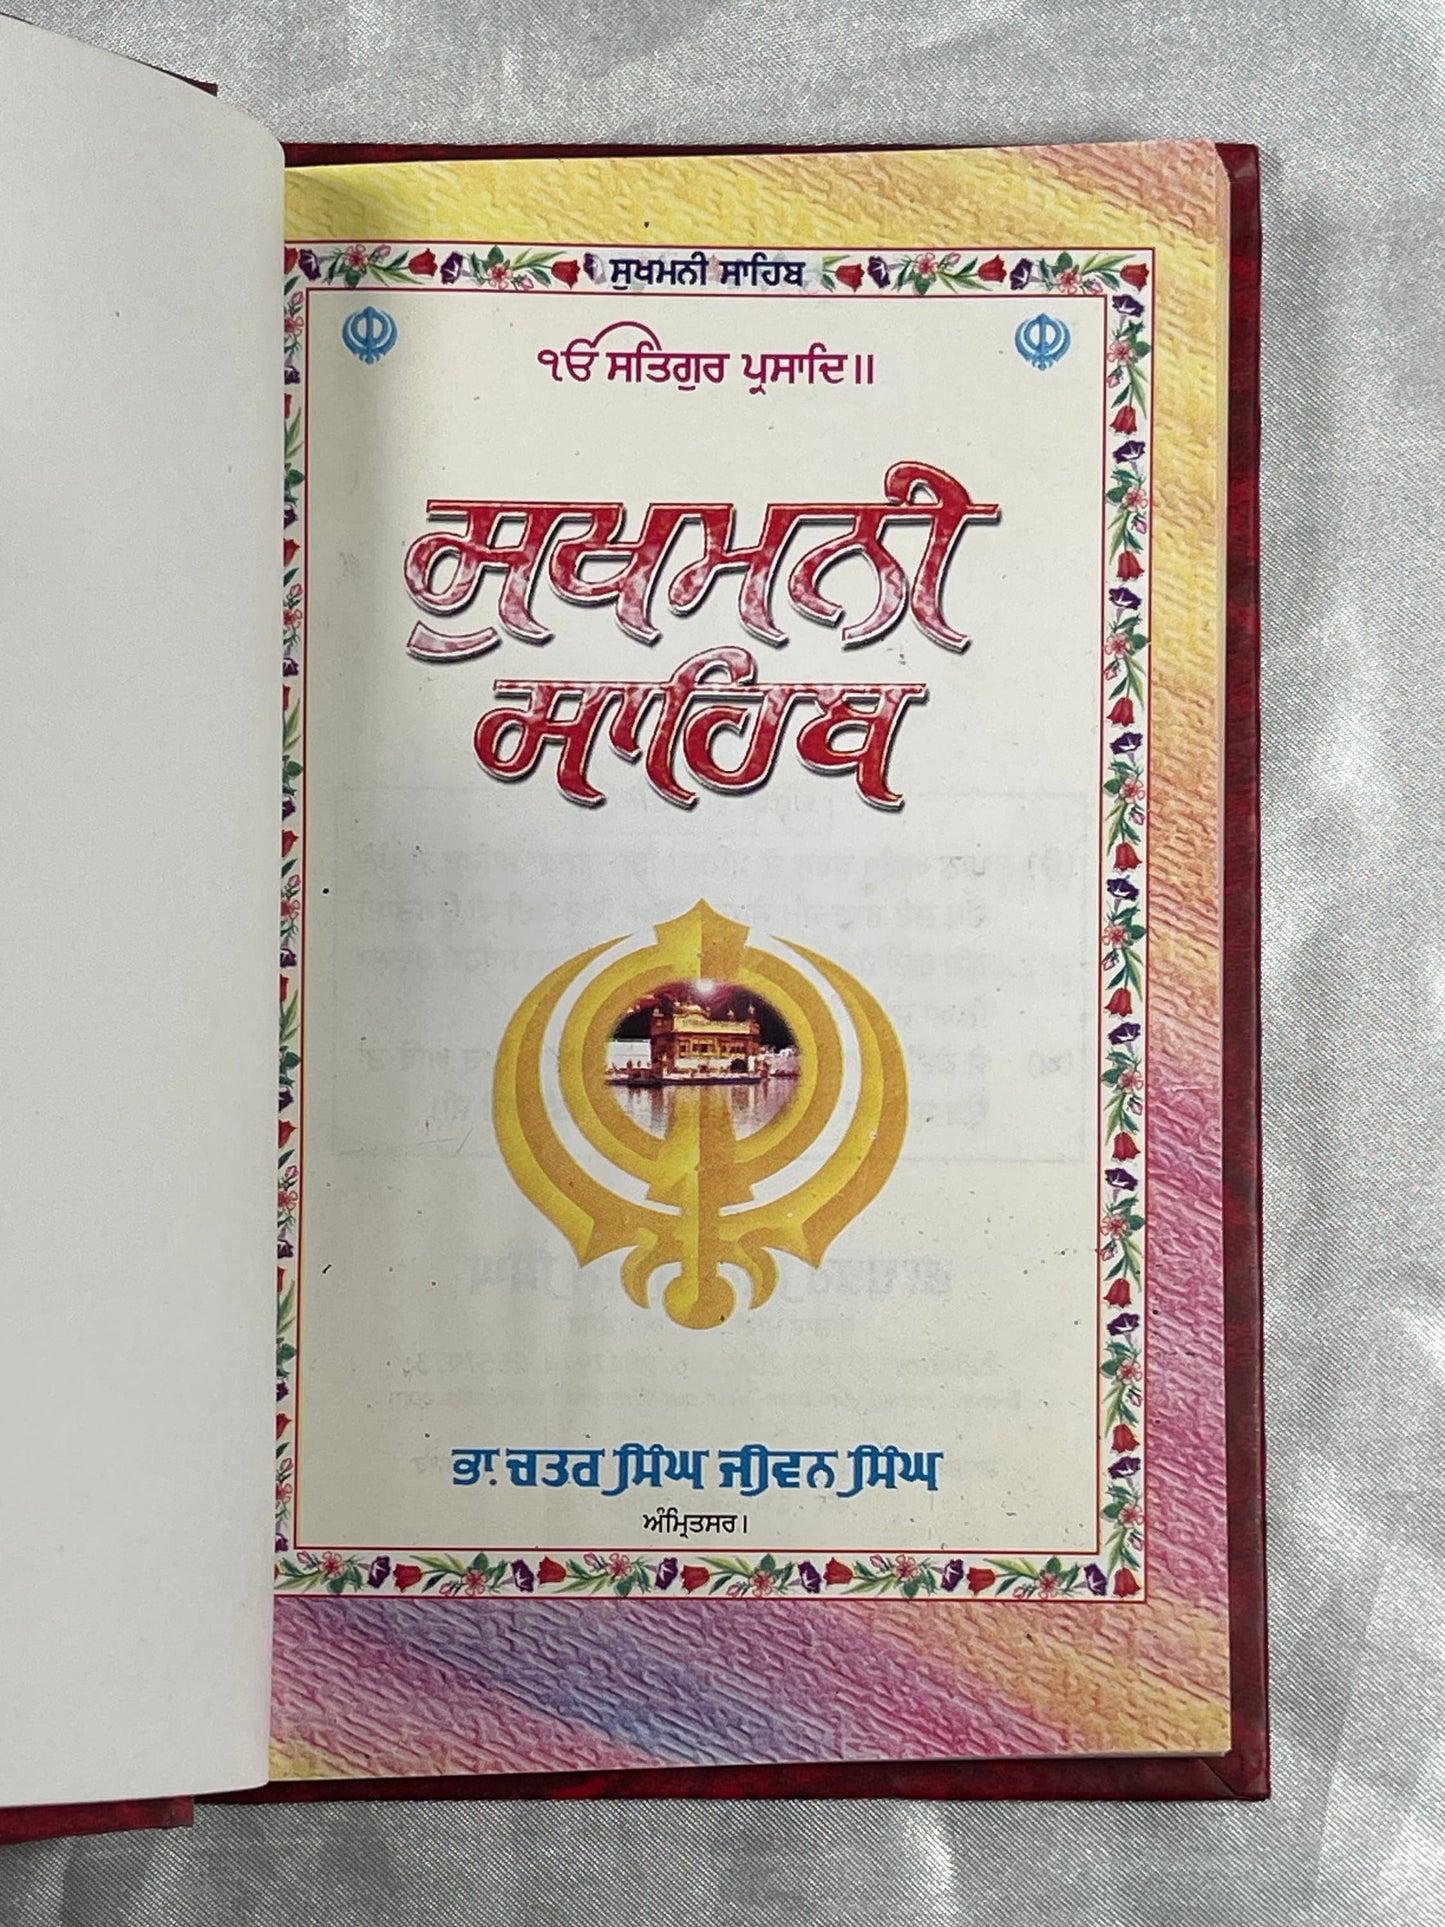 ਸੁਖਮਨੀ ਸਾਹਿਬ
ੴ ਸਤਿਗੁਰ ਪ੍ਰਸਾਦਿ॥
ਸੁਖਮਨੀ
ਸਾਹਿਬ
ਭਾ. ਚਤਰ ਸਿੰਘ ਜੀਵਨ ਸਿੰਘ
ਅੰਮ੍ਰਿਤਸਰ।